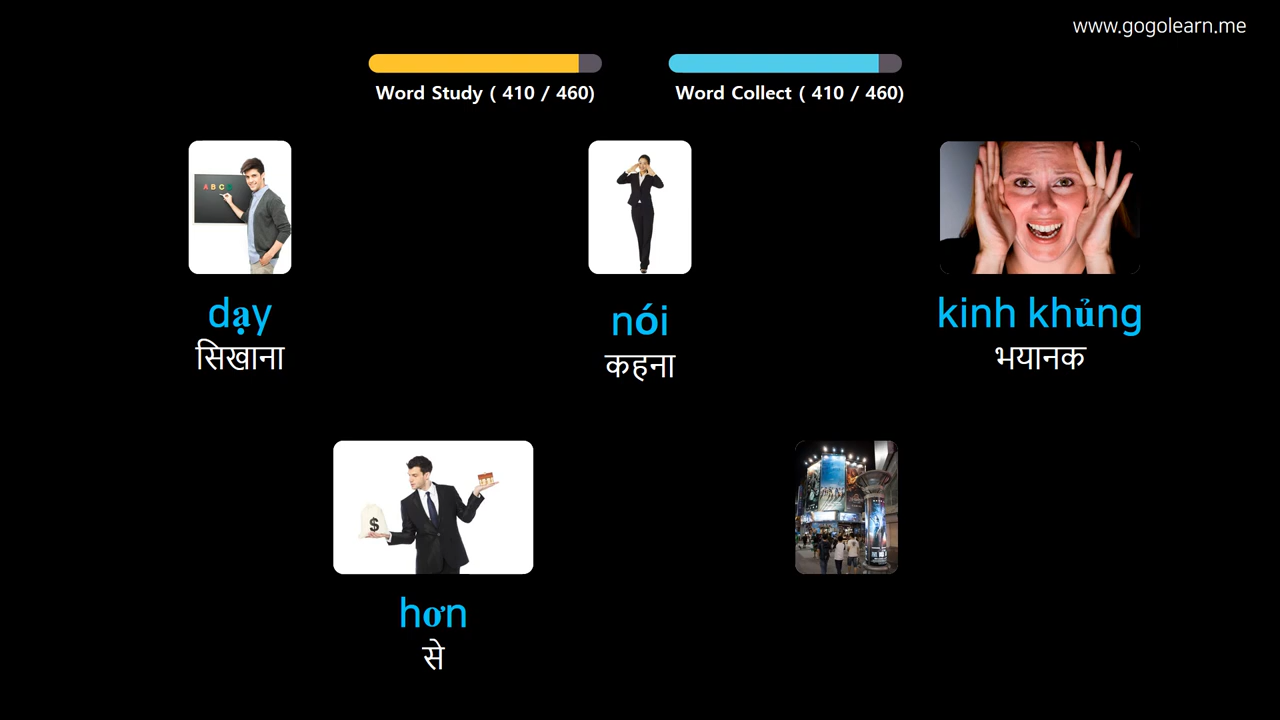 www.gogolearn.me
Word Study ( 410 / 460)
Word Collect ( 410 / 460)
A B C D
dạy
सिखाना
nói
कहना
kinh khủng
भयानक
$
hơn
से